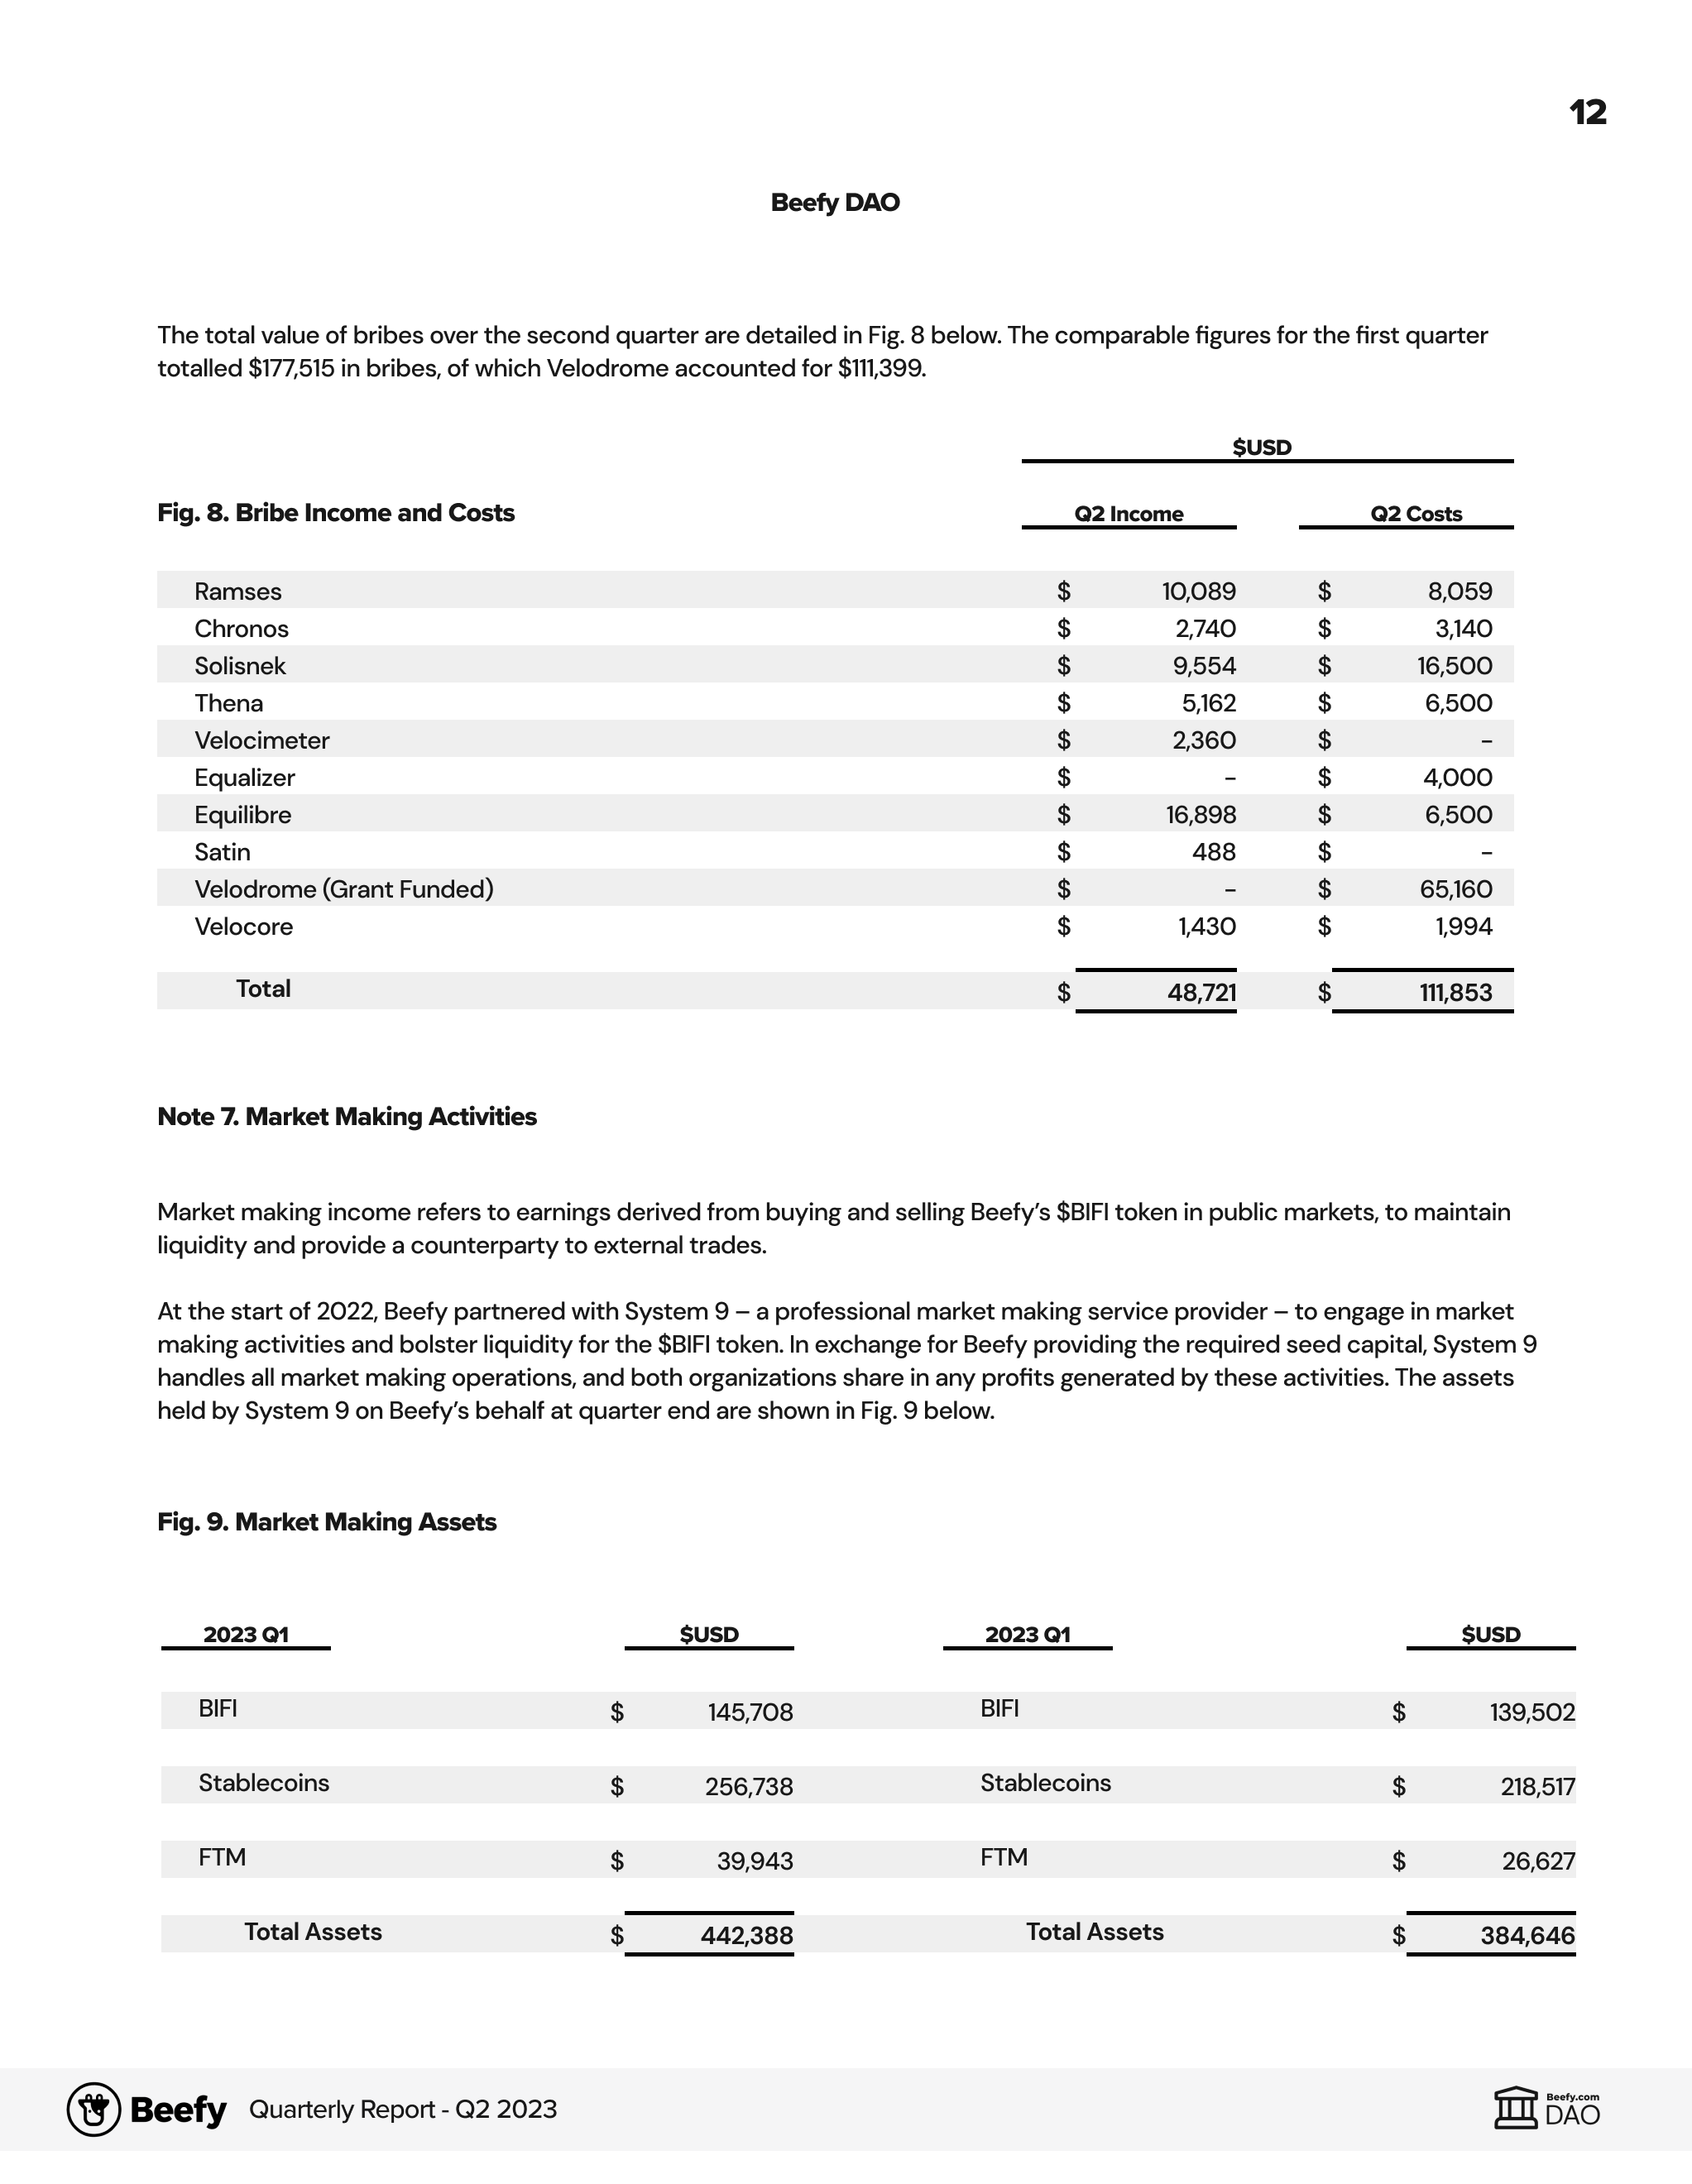 12
Beefy DAO
The total value of bribes over the second quarter are detailed in Fig. 8 below. The comparable figures for the first quarter
totalled $177,515 in bribes, of which Velodrome accounted for $111,399.
$USD
Fig. 8. Bribe Income and Costs Q2 Income Q2 Costs
Ramses $ 10,089 $ 8,059
Chronos $ 2,740 $ 3,140
Solisnek $ 9,554 $ 16,500
Thena $ 5,162 $ 6,500
Velocimeter $ 2,360 $ –
Equalizer $ – $ 4,000
Equilibre $ 16,898 $ 6,500
Satin $ 488 $ –
Velodrome (Grant Funded) $ – $ 65,160
Velocore $ 1,430 $ 1,994
Total $ 48,721 $ 111,853
Note 7. Market Making Activities
Market making income refers to earnings derived from buying and selling Beefy’s $BIFI token in public markets, to maintain
liquidity and provide a counterparty to external trades.
At the start of 2022, Beefy partnered with System 9 – a professional market making service provider – to engage in market
making activities and bolster liquidity for the $BIFI token. In exchange for Beefy providing the required seed capital, System 9
handles all market making operations, and both organizations share in any profits generated by these activities. The assets
held by System 9 on Beefy’s behalf at quarter end are shown in Fig. 9 below.
Fig. 9. Market Making Assets
2023 Q1 $USD 2023 Q1 $USD
BIFI $ 145,708 BIFI $ 139,502
Stablecoins $ 256,738 Stablecoins $ 218,517
FTM $ 39,943 FTM $ 26,627
Total Assets $ 442,388 Total Assets $ 384,646
Beefy Quarterly Report - Q2 2023
Beefy.com
DAO